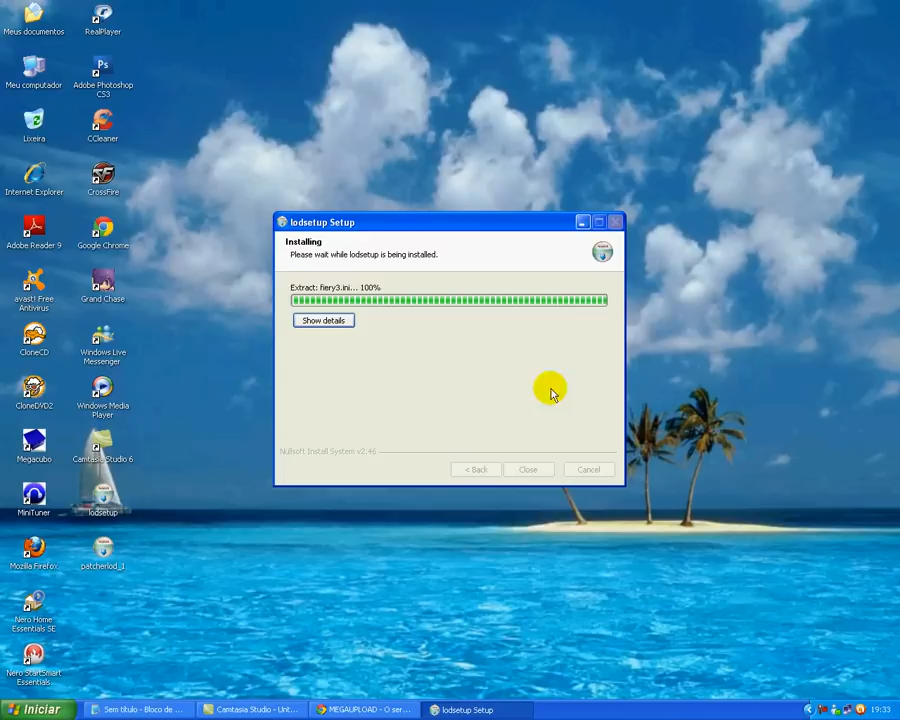 Meus documentos
RealPlayer
Meu computador
Adobe Photoshop
CS3
Lixeira
CCleaner
Internet Explorer
CrossFire
Adobe Reader 9
Google Chrome
avast! Free
Antivirus
Grand Chase
CloneCD
Windows Live
Messenger
CloneDVD2
Windows Media
Player
Megacubo
Camtasia Studio 6
MiniTuner
lodsetup
Mozilla Firefox
patcherlod_1
Nero Home
Essentials SE
Nero StartSmart
Essentials
lodsetup Setup
Installing
Please wait while lodsetup is being installed.
Extract: fiery3.ini... 100%
Show details
Nullsoft Install System v2.46
< Back
Close
Cancel
Iniciar
Sem título - Bloco de ...
Camtasia Studio - Unt...
MEGAUPLOAD - O ser...
lodsetup Setup
19:33